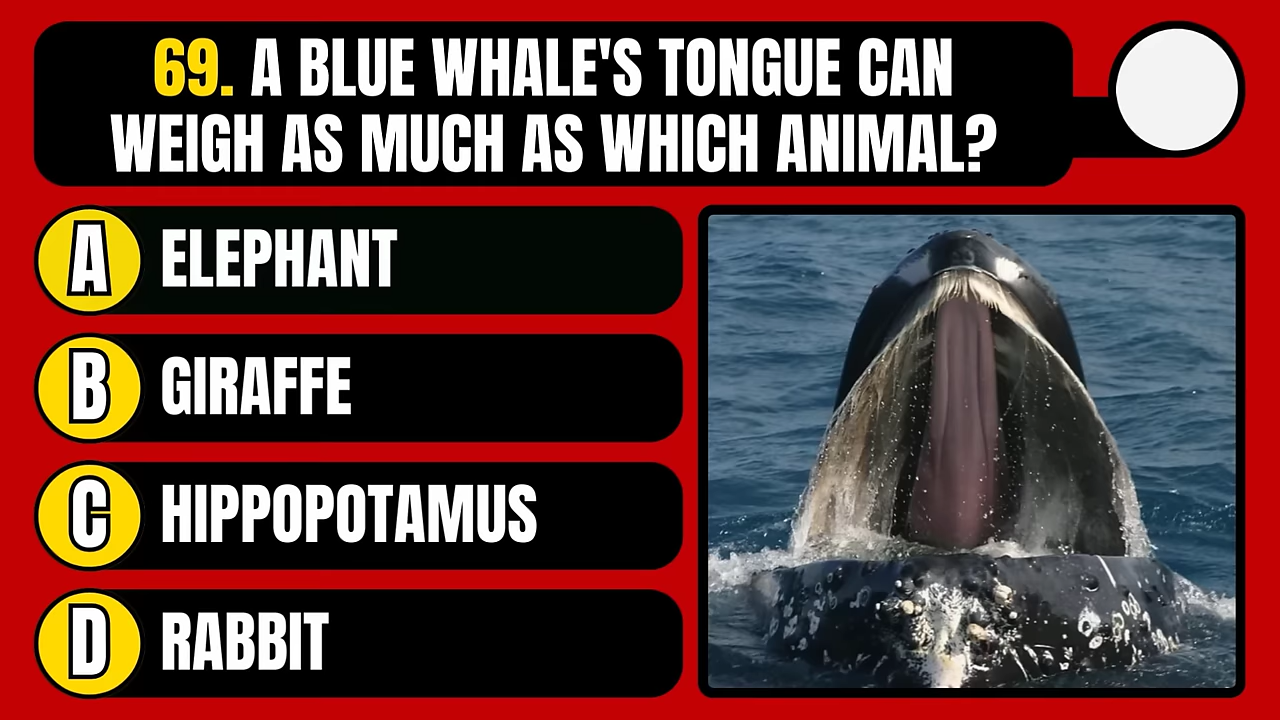 69. A BLUE WHALE'S TONGUE CAN
WEIGH AS MUCH AS WHICH ANIMAL?
A ELEPHANT
B GIRAFFE
C HIPPOPOTAMUS
D RABBIT